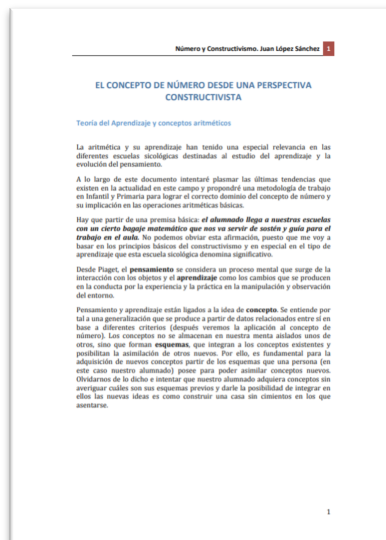 Número y Constructivismo. Juan López Sánchez 1
EL CONCEPTO DE NÚMERO DESDE UNA PERSPECTIVA
CONSTRUCTIVISTA
Teoría del Aprendizaje y conceptos aritméticos
La aritmética y su aprendizaje han tenido una especial relevancia en las
diferentes escuelas sicológicas destinadas al estudio del aprendizaje y la
evolución del pensamiento.
A lo largo de este documento intentaré plasmar las últimas tendencias que
existen en la actualidad en este campo y propondré una metodología de trabajo
en Infantil y Primaria para lograr el correcto dominio del concepto de número y
su implicación en las operaciones aritméticas básicas.
Hay que partir de una premisa básica: el alumnado llega a nuestras escuelas
con un cierto bagaje matemático que nos va servir de sostén y guía para el
trabajo en el aula. No podemos obviar esta afirmación, puesto que me voy a
basar en los principios básicos del constructivismo y en especial en el tipo de
aprendizaje que esta escuela sicológica denomina significativo.
Desde Piaget, el pensamiento se considera un proceso mental que surge de la
interacción con los objetos y el aprendizaje como los cambios que se producen
en la conducta por la experiencia y la práctica en la manipulación y observación
del entorno.
Pensamiento y aprendizaje están ligados a la idea de concepto. Se entiende por
tal a una generalización que se produce a partir de datos relacionados entre sí en
base a diferentes criterios (después veremos la aplicación al concepto de
número). Los conceptos no se almacenan en nuestra mente aislados unos de
otros, sino que forman esquemas, que integran a los conceptos existentes y
posibilitan la asimilación de otros nuevos. Por ello, es fundamental para la
adquisición de nuevos conceptos partir de los esquemas que una persona (en
este caso nuestro alumnado) posee para poder asimilar conceptos nuevos.
Olvidarnos de lo dicho e intentar que nuestro alumnado adquiera conceptos sin
averiguar cuáles son sus esquemas previos y darle la posibilidad de integrar en
ellos las nuevas ideas es como construir una casa sin cimientos en los que
asentarse.
1